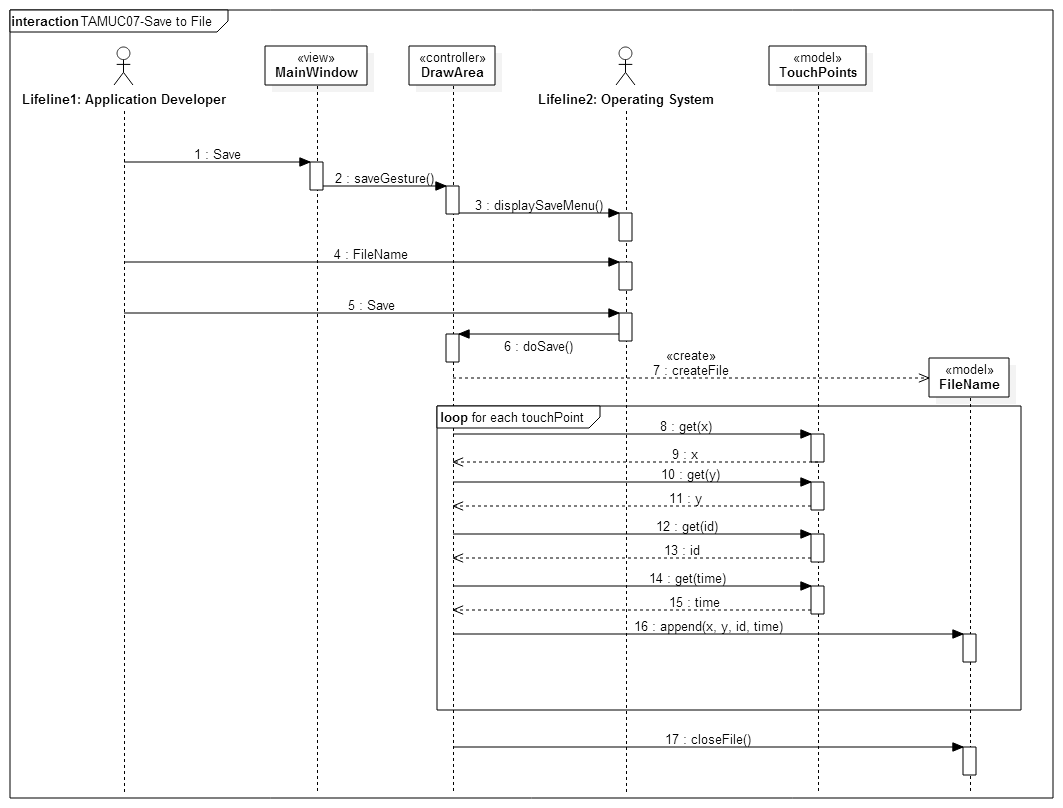 interaction TAMUC07-Save to File
«view»
MainWindow
«controller»
DrawArea
«model»
TouchPoints
Lifeline1: Application Developer
Lifeline2: Operating System
1 : Save
2 : saveGesture()
3 : displaySaveMenu()
4 : FileName
5 : Save
6 : doSave()
«create»
7 : createFile
«model»
FileName
loop for each touchPoint
8 : get(x)
9 : x
10 : get(y)
11 : y
12 : get(id)
13 : id
14 : get(time)
15 : time
16 : append(x, y, id, time)
17 : closeFile()